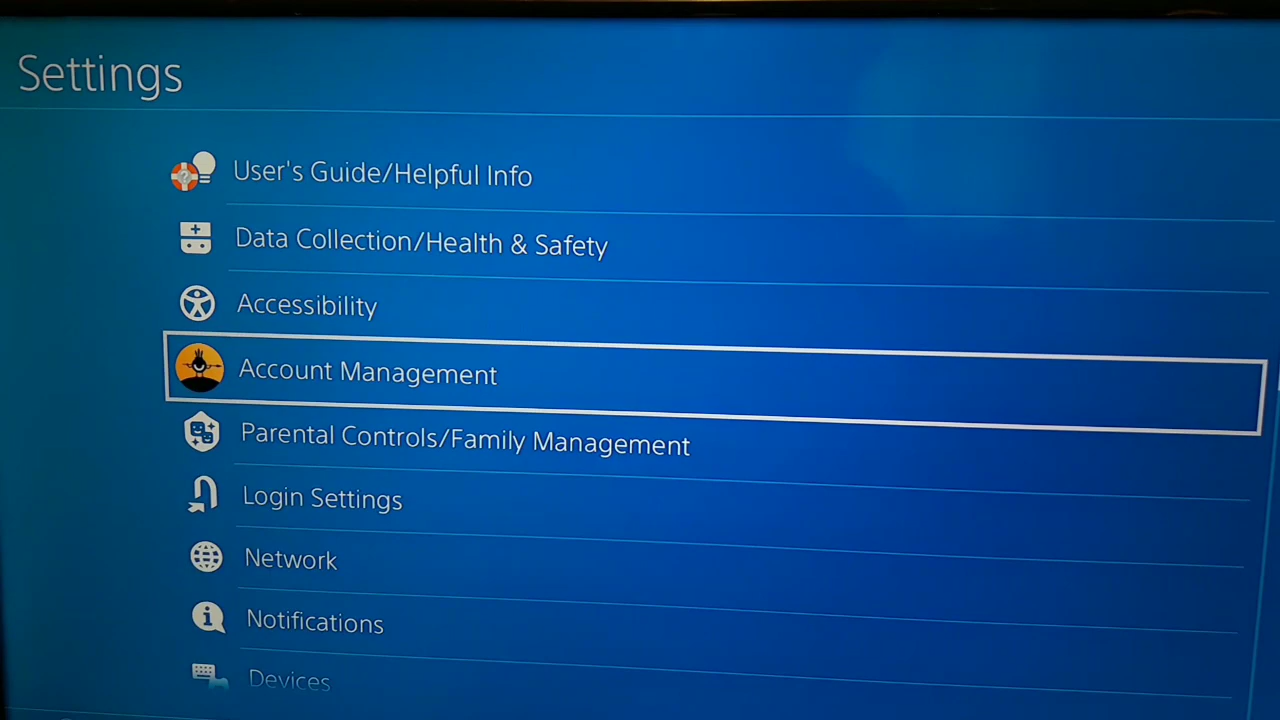 Settings
User's Guide/Helpful Info
Data Collection/Health & Safety
Accessibility
Account Management
Parental Controls/Family Management
Login Settings
Network
Notifications
Devices